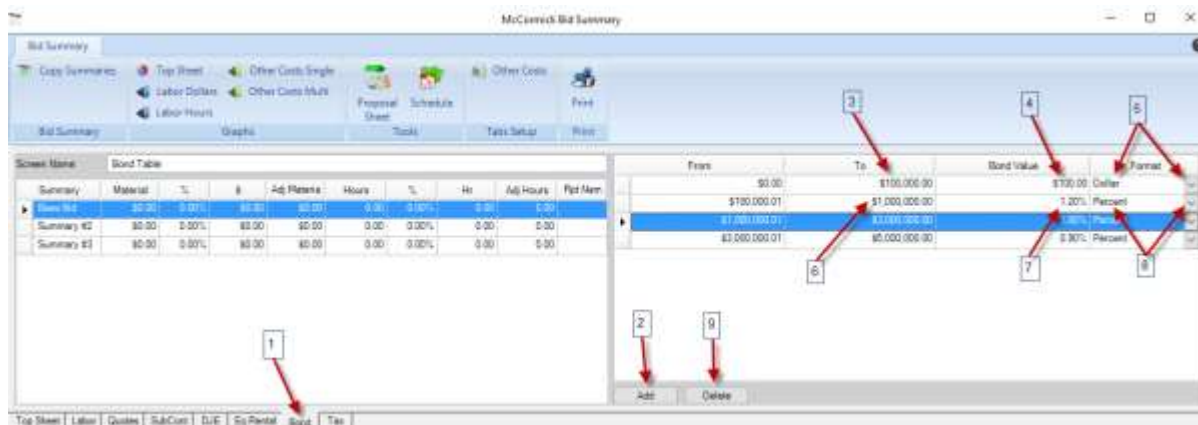 McCormick Bid Summary
Bid Summary
Copy Summaries
Top Sheet
Other Costs Single
Labor Dollars
Other Costs Multi
Labor Hours
Proposal Sheet
Schedule
Other Costs
Print
Bid Summary Graphs Tools Tabs Setup Print
3 4 5
Screen Name Bond Table
Summary Material % $ Adj Material Hours % Hr Adj Hours Rpt Nam
Base Bid $0.00 0.00% $0.00 $0.00 0.00 0.00% 0.00 0.00
Summary #2 $0.00 0.00% $0.00 $0.00 0.00 0.00% 0.00 0.00
Summary #3 $0.00 0.00% $0.00 $0.00 0.00 0.00% 0.00 0.00
From To Bond Value Format
$0.00 $100,000.00 $700.00 Dollar
$100,000.01 $1,000,000.00 1.20% Percent
$1,000,000.01 $3,000,000.00 Percent
$3,000,000.01 $5,000,000.00 0.90% Percent
6 7 8
1 2 9
Add Delete
Top Sheet Labor Quotes SubCont DJE Eq Rental Bond Tax